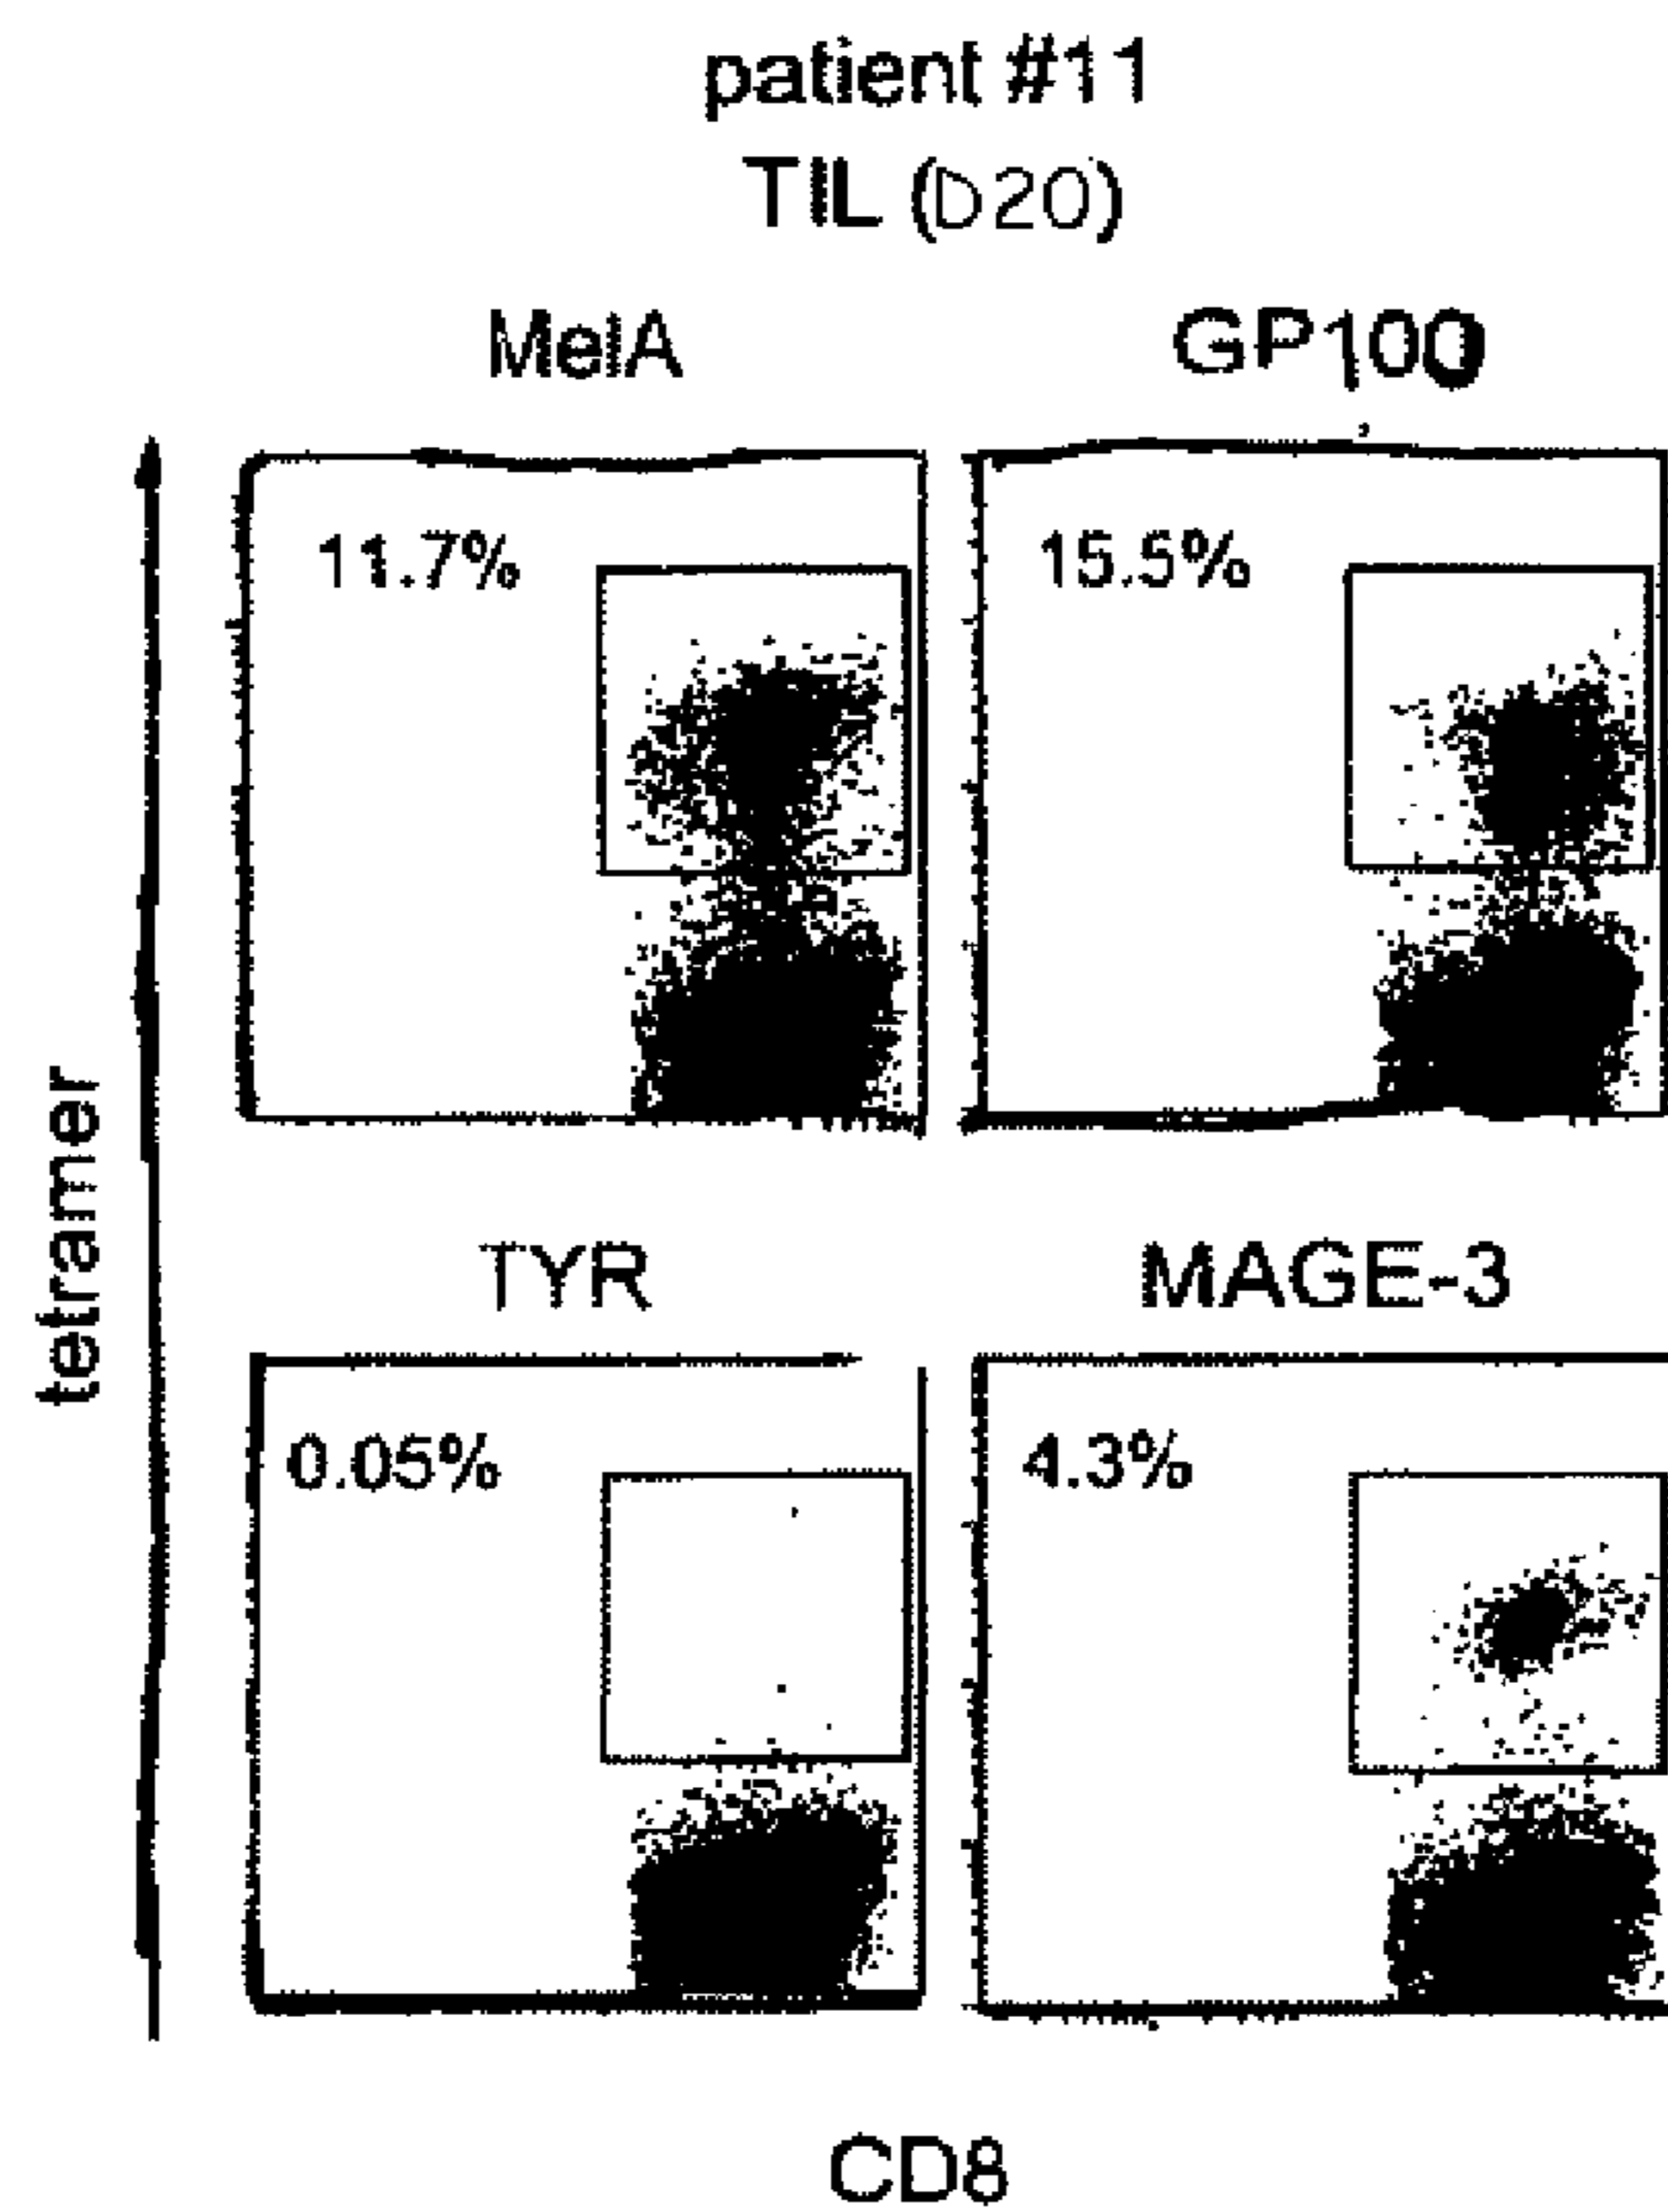 patient #11
TIL (D20)
MelA
GP100
11.7%
15.5%
TYR
MAGE-3
0.05%
4.3%
tetramer
CD8